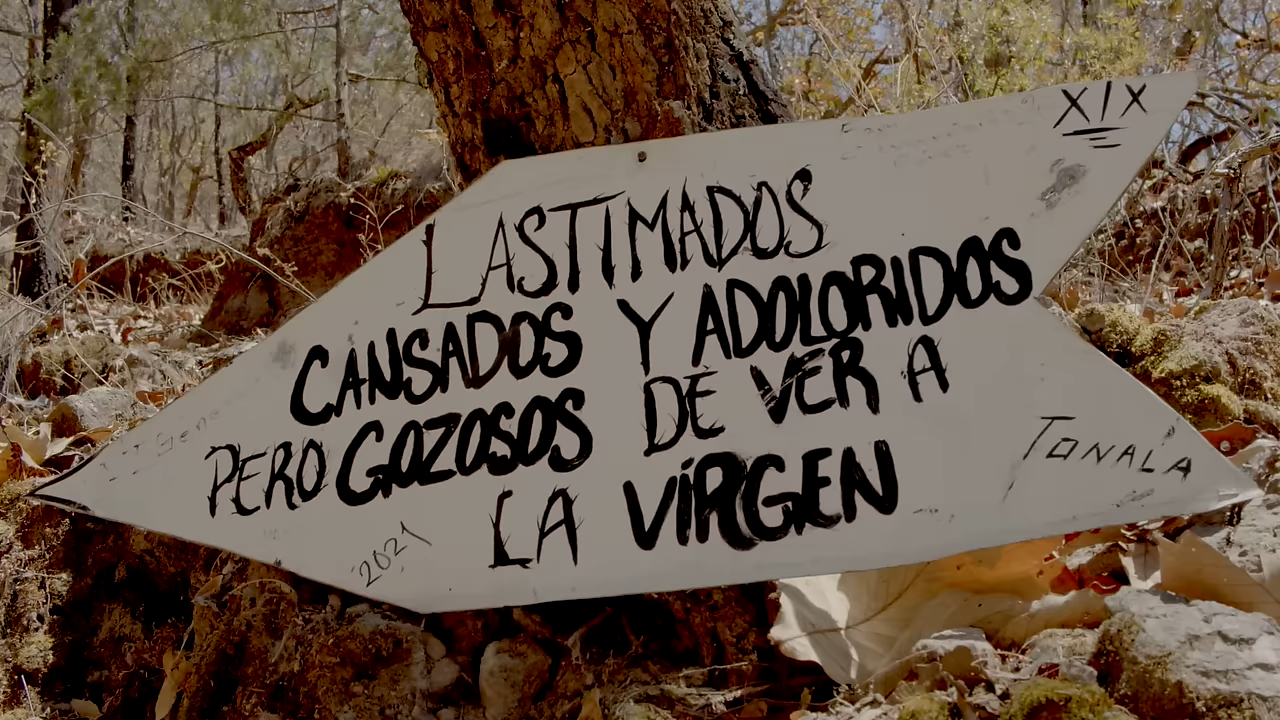 XIX
LASTIMADOS
CANSADOS Y ADOLORIDOS
PERO GOZOSOS DE VER A
LA VIRGEN
TONALA
2021